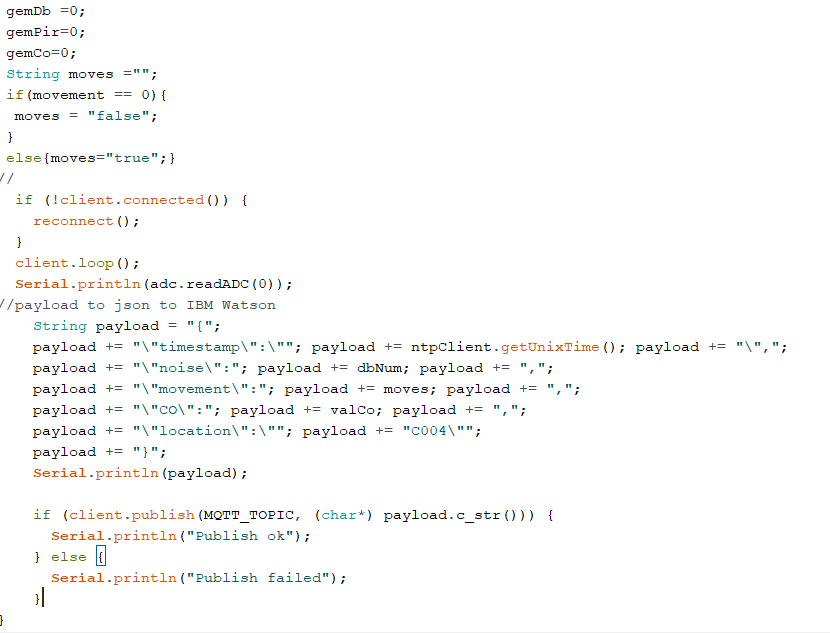 gemDb =0;
gemPir=0;
gemCo=0;
String moves ="";
if(movement == 0){
moves = "false";
}
else{moves="true";}
//
if (!client.connected()) {
reconnect();
}
client.loop();
Serial.println(adc.readADC(0));
//payload to json to IBM Watson
String payload = "{";
payload += "\"timestamp\":\""; payload += ntpClient.getUnixTime(); payload += "\",";
payload += "\"noise\":"; payload += dbNum; payload += ",";
payload += "\"movement\":"; payload += moves; payload += ",";
payload += "\"CO\":"; payload += valCo; payload += ",";
payload += "\"location\":\""; payload += "C004\"";
payload += "}";
Serial.println(payload);
if (client.publish(MQTT_TOPIC, (char*) payload.c_str())) {
Serial.println("Publish ok");
} else {
Serial.println("Publish failed");
}
}